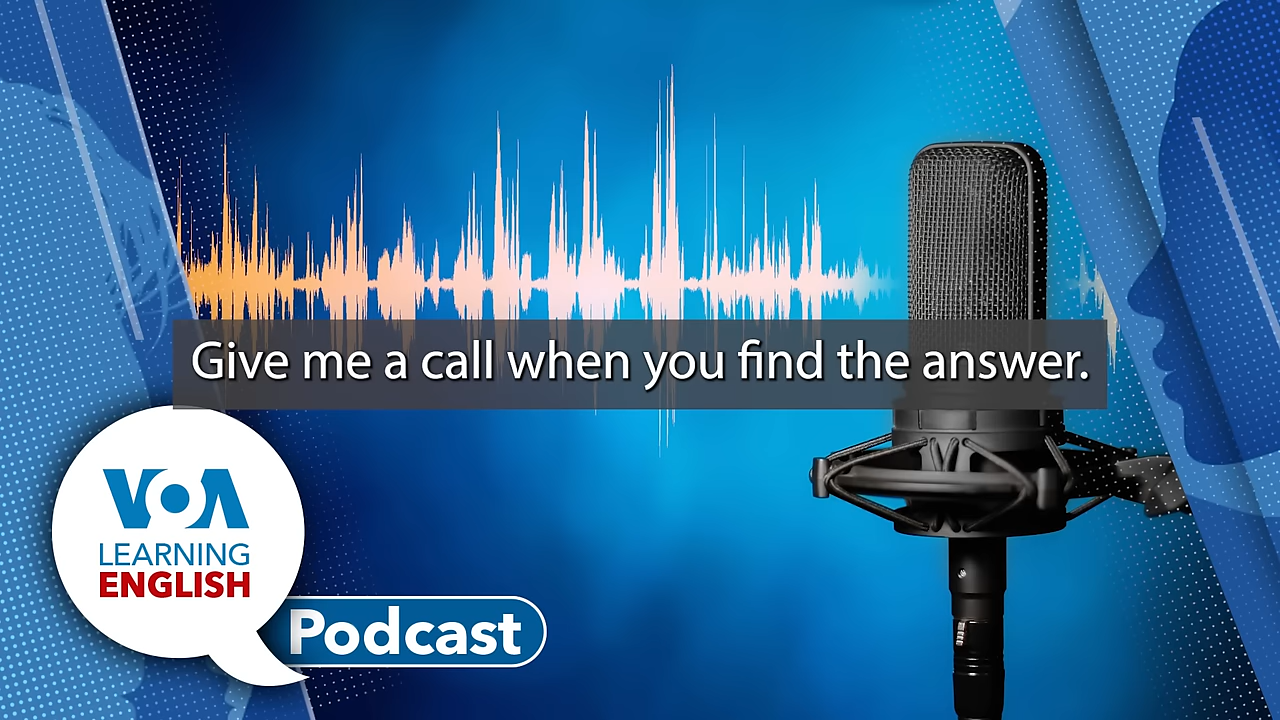 Give me a call when you find the answer.
VOA
LEARNING
ENGLISH
Podcast